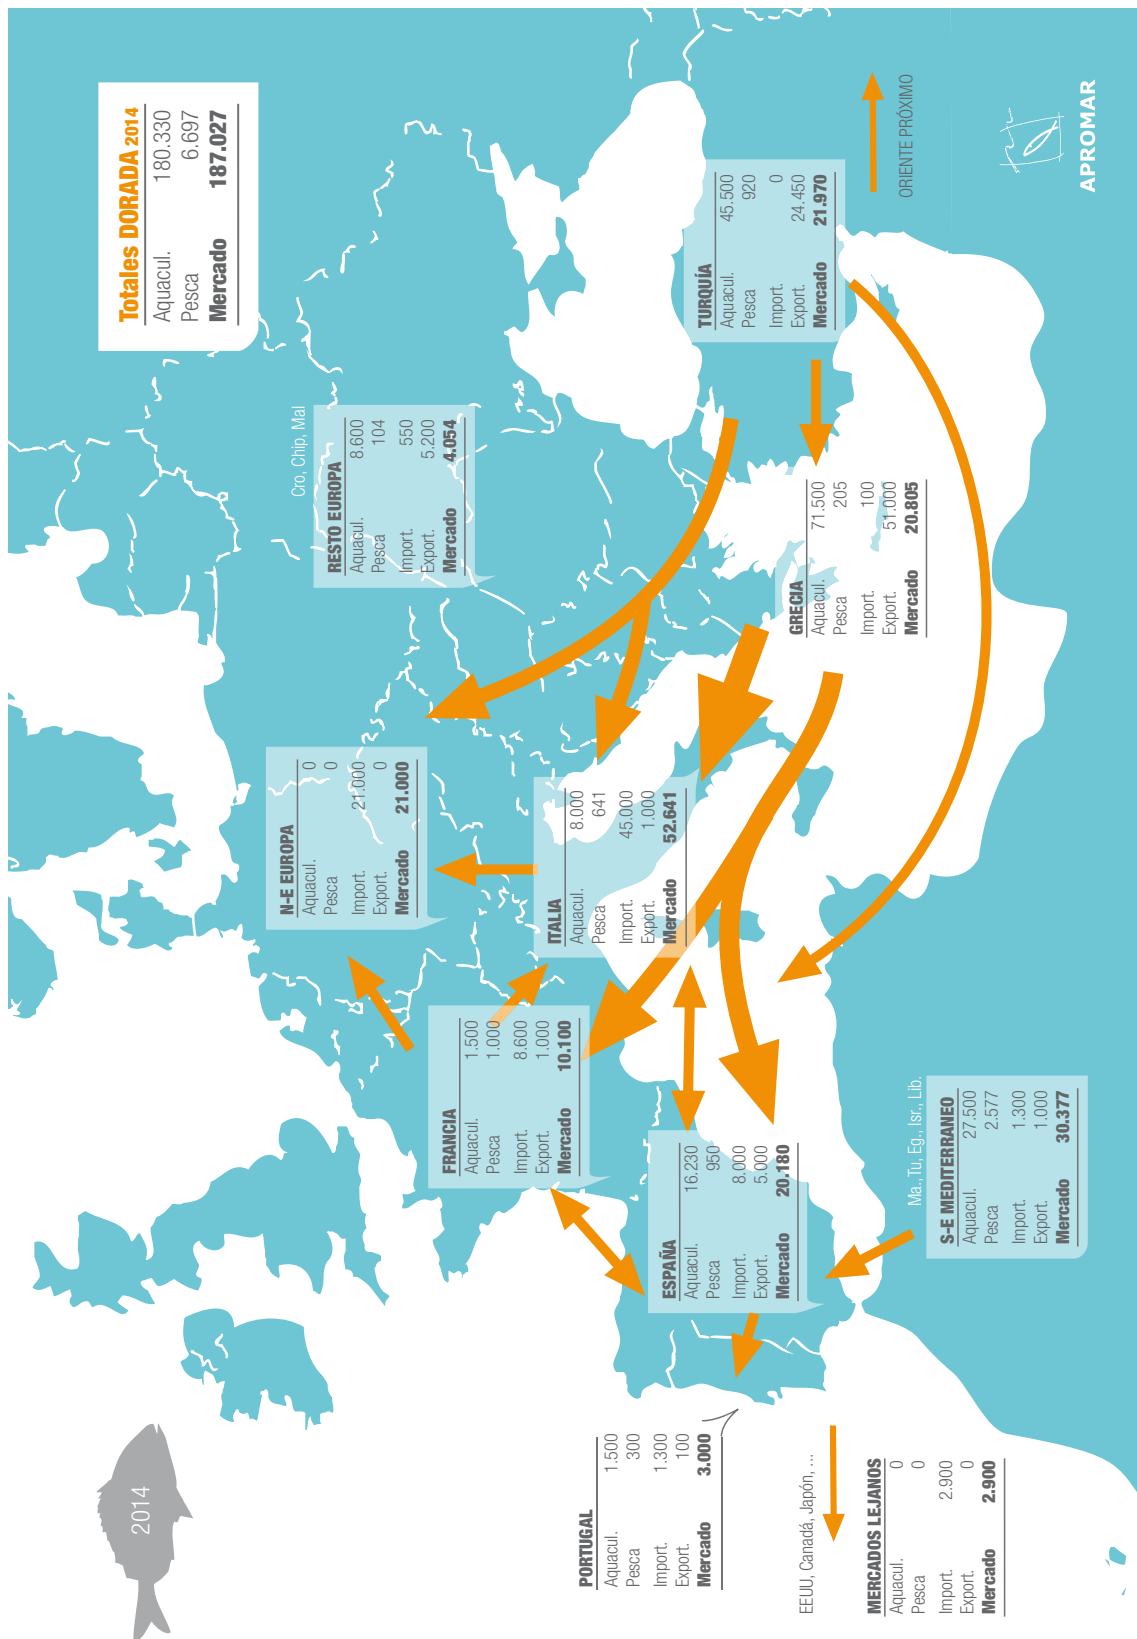 2014
Totales DORADA 2014
Aquacul. 180.330
Pesca 6.697
Mercado 187.027
Cro, Chip, Mal
RESTO EUROPA
Aquacul. 8.600
Pesca 104
Import. 550
Export. 5.200
Mercado 4.054
N-E EUROPA
Aquacul. 0
Pesca 0
Import. 21.000
Export. 0
Mercado 21.000
FRANCIA
Aquacul. 1.500
Pesca 1.000
Import. 8.600
Export. 1.000
Mercado 10.100
ITALIA
Aquacul. 8.000
Pesca 641
Import. 45.000
Export. 1.000
Mercado 52.641
PORTUGAL
Aquacul. 1.500
Pesca 300
Import. 1.300
Export. 100
Mercado 3.000
ESPAÑA
Aquacul. 16.230
Pesca 950
Import. 8.000
Export. 5.000
Mercado 20.180
TURQUÍA
Aquacul. 45.500
Pesca 920
Import. 0
Export. 24.450
Mercado 21.970
GRECIA
Aquacul. 71.500
Pesca 205
Import. 100
Export. 51.000
Mercado 20.805
ORIENTE PRÓXIMO
EEUU, Canadá, Japón, ...
MERCADOS LEJANOS
Aquacul. 0
Pesca 0
Import. 2.900
Export. 0
Mercado 2.900
Ma.,Tu, Eg., Isr., Lib.
S-E MEDITERRANEO
Aquacul. 27.500
Pesca 2.577
Import. 1.300
Export. 1.000
Mercado 30.377
APROMAR